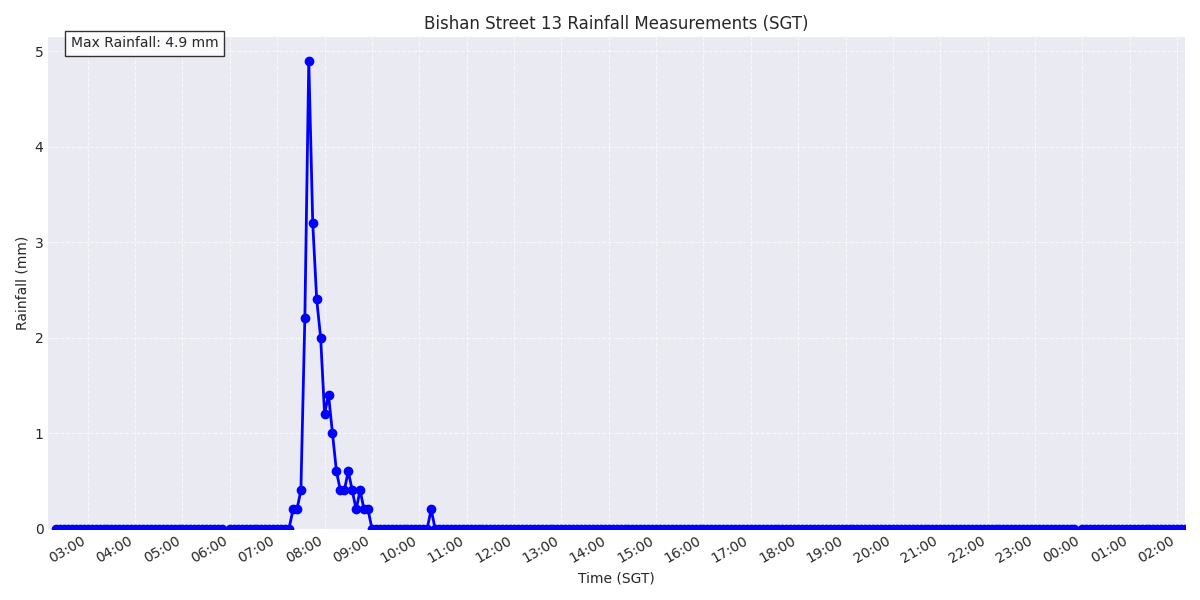 Bishan Street 13 Rainfall Measurements (SGT)
Max Rainfall: 4.9 mm
5
4
3
2
1
0
Rainfall (mm)
03:00 04:00 05:00 06:00 07:00 08:00 09:00 10:00 11:00 12:00 13:00 14:00 15:00 16:00 17:00 18:00 19:00 20:00 21:00 22:00 23:00 00:00 01:00 02:00
Time (SGT)